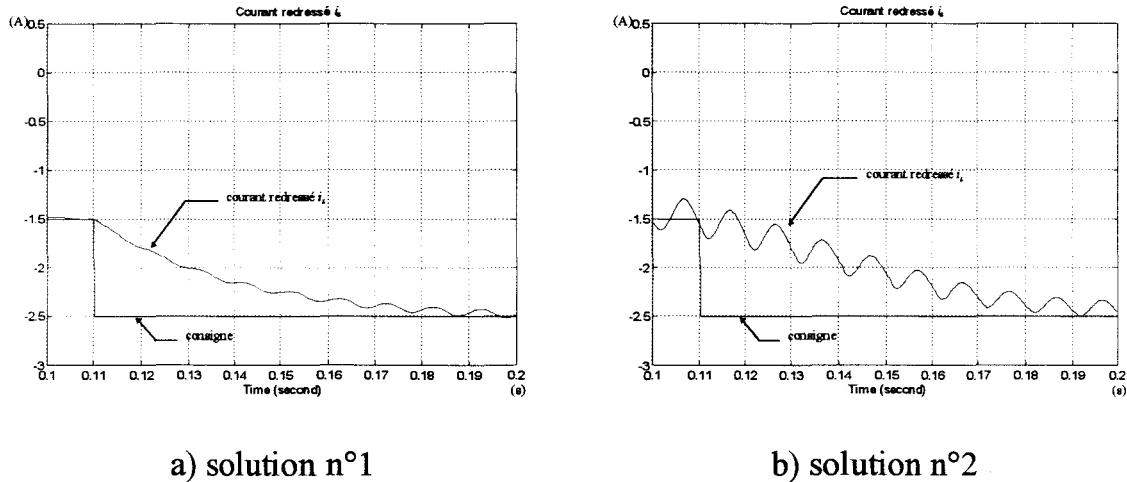 Courant redressé is
(A)
0.5
0
-0.5
-1
courant redressé is
-1.5
-2
-2.5
consigne
-3
0.1 0.11 0.12 0.13 0.14 0.15 0.16 0.17 0.18 0.19 0.2
Time (second) (s)
a) solution n°1
Courant redressé is
(A)
0.5
0
-0.5
-1
courant redressé is
-1.5
-2
-2.5
consigne
-3
0.1 0.11 0.12 0.13 0.14 0.15 0.16 0.17 0.18 0.19 0.2
Time (second) (s)
b) solution n°2